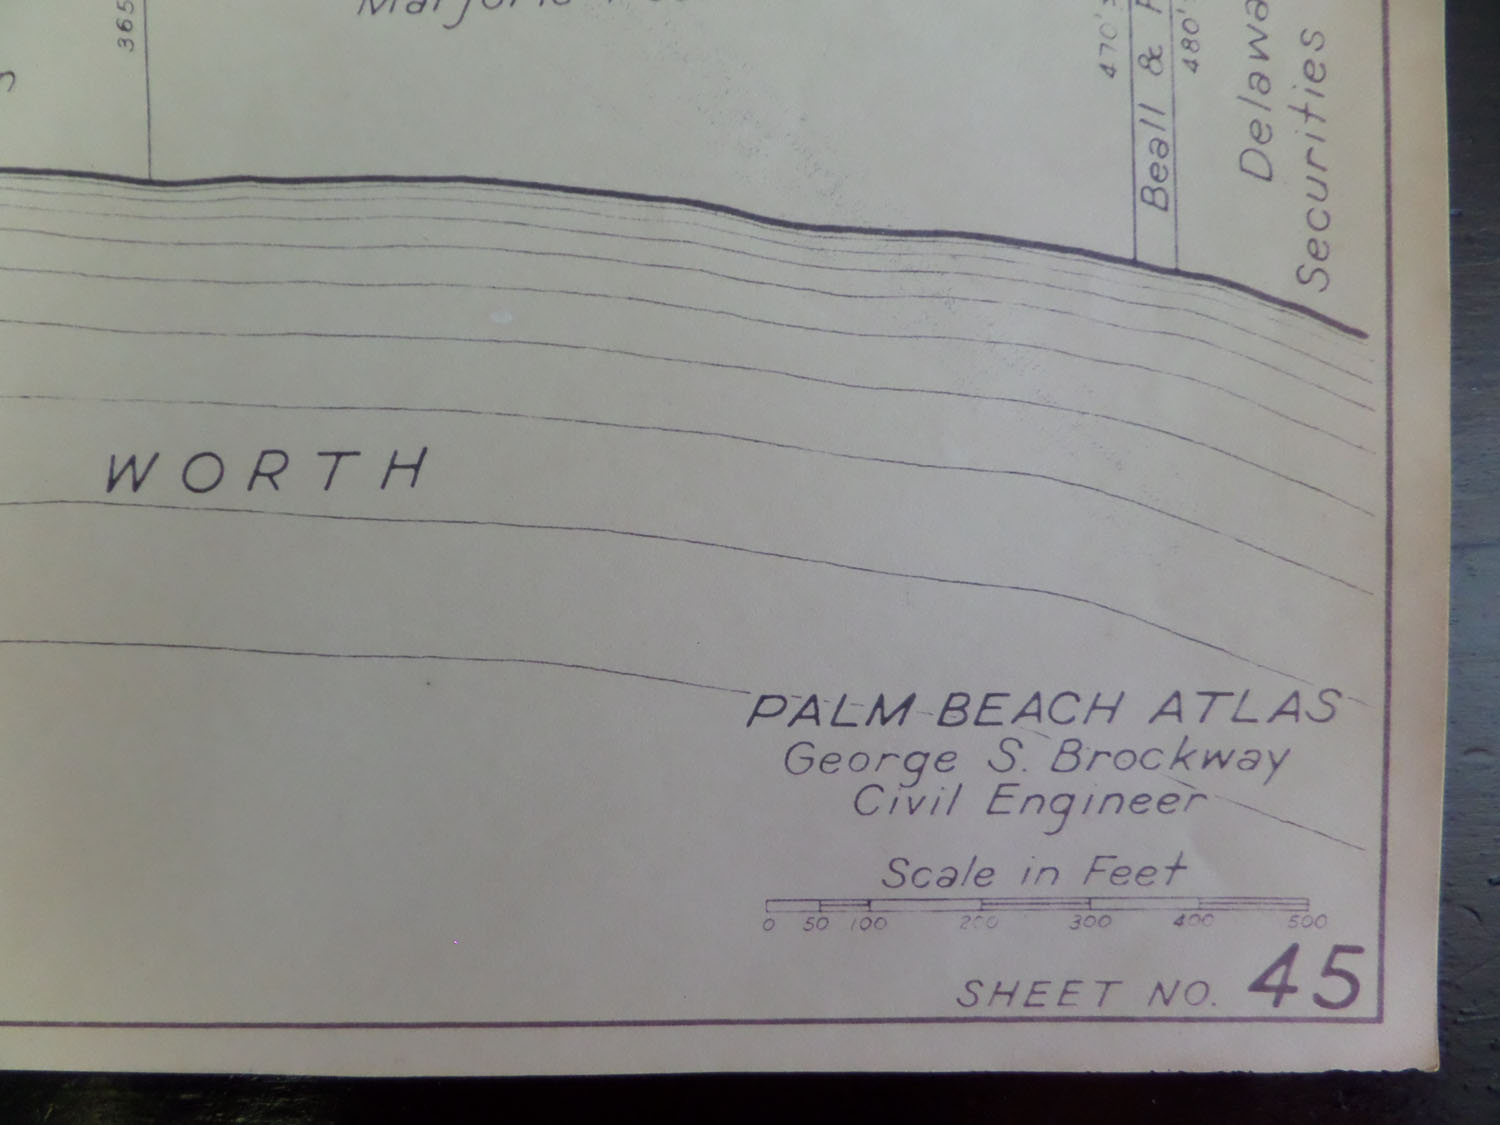 365
470'±
Beall &
480'
Securities
WORTH
PALM BEACH ATLAS
George S. Brockway
Civil Engineer
Scale in Feet
0 50 100 200 300 400 500
SHEET NO. 45